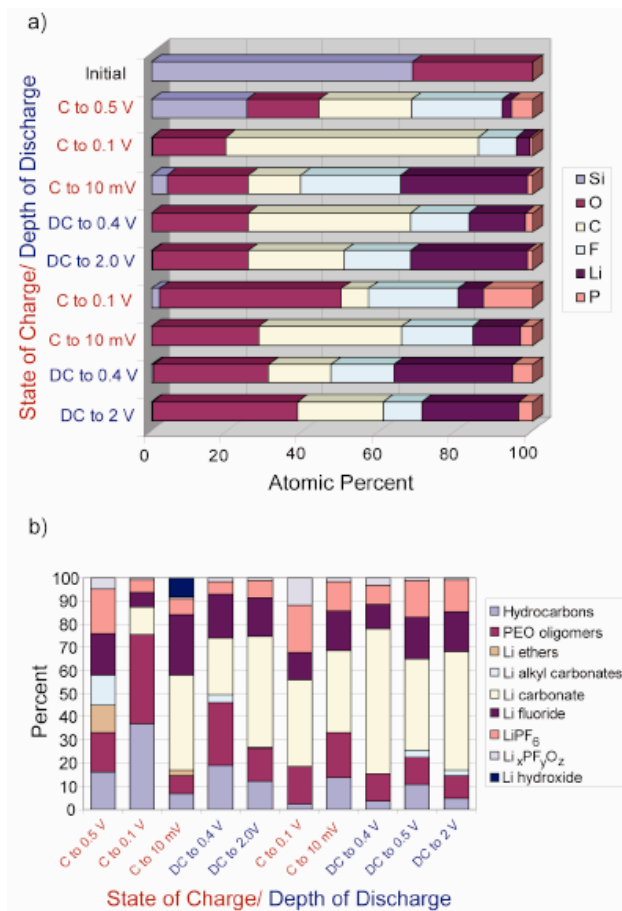 a)
Initial
C to 0.5 V
C to 0.1 V
C to 10 mV
DC to 0.4 V
DC to 2.0 V
C to 0.1 V
C to 10 mV
DC to 0.4 V
DC to 2 V
State of Charge/ Depth of Discharge
0 20 40 60 80 100
Atomic Percent
Si
O
C
F
Li
P
b)
100
90
80
70
60
50
40
30
20
10
0
Percent
C to 0.5 V
C to 0.1 V
C to 10 mV
DC to 0.4 V
DC to 2.0V
C to 0.1 V
C to 10 mV
DC to 0.4 V
DC to 0.5 V
DC to 2 V
State of Charge/ Depth of Discharge
Hydrocarbons
PEO oligomers
Li ethers
Li alkyl carbonates
Li carbonate
Li fluoride
LiPF6
LixPFyOz
Li hydroxide